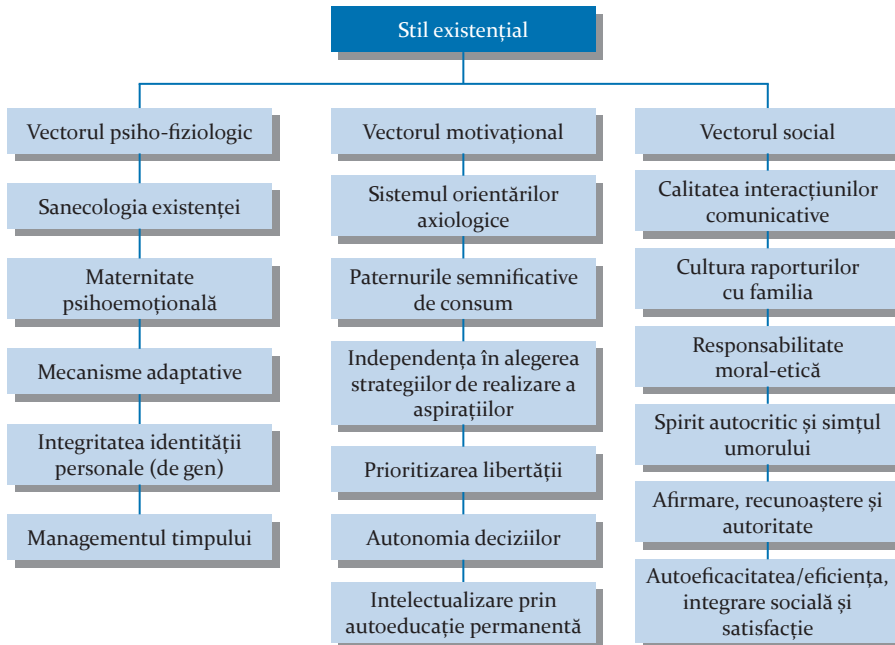 Stil existențial
Vectorul psiho-fiziologic
Sanecologia existenței
Maternitate
psihoemoțională
Mecanisme adaptative
Integritatea identității
personale (de gen)
Managementul timpului
Vectorul motivațional
Sistemul orientărilor
axiologice
Paternurile semnificative
de consum
Independența în alegerea
strategiilor de realizare a
aspirațiilor
Prioritizarea libertății
Autonomia deciziilor
Intelectualizare prin
autoeducație permanentă
Vectorul social
Calitatea interacțiunilor
comunicative
Cultura raporturilor
cu familia
Responsabilitate
moral-etică
Spirit autocritic și simțul
umorului
Afirmare, recunoaștere și
autoritate
Autoeficacitatea/eficiența,
integrare socială și
satisfacție